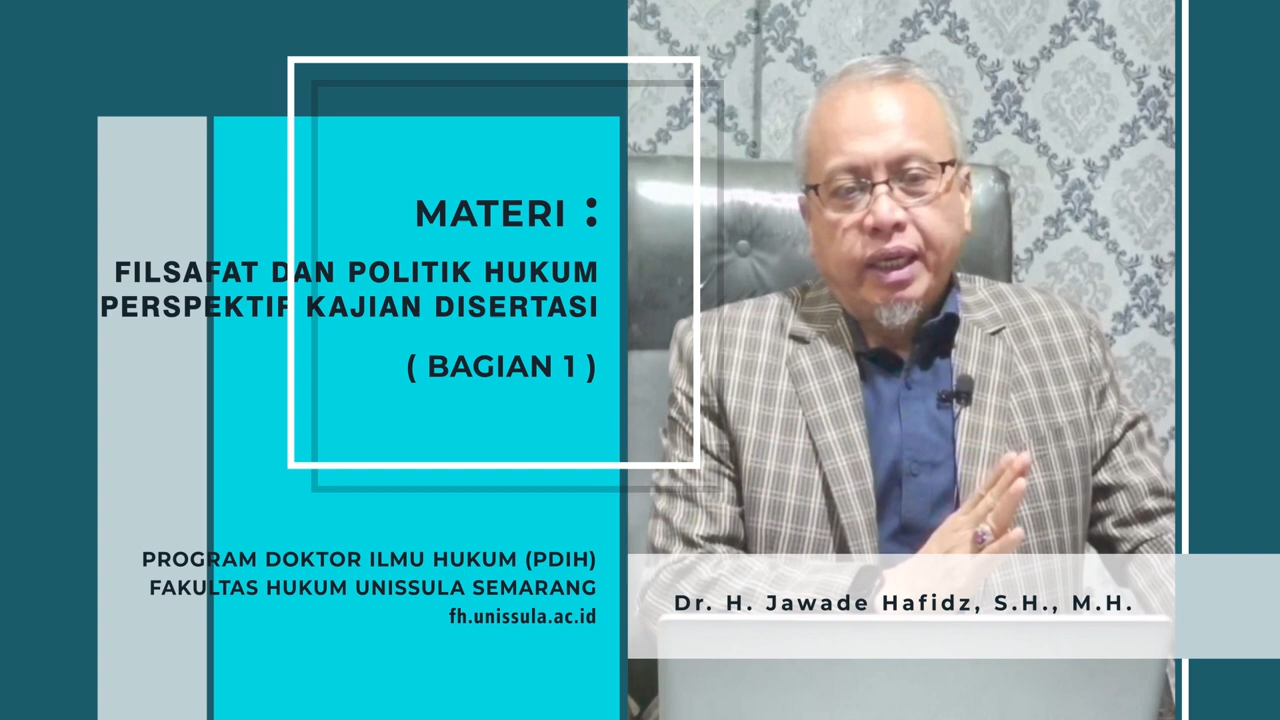 MATERI :
FILSAFAT DAN POLITIK HUKUM
PERSPEKTIF KAJIAN DISERTASI
( BAGIAN 1 )
PROGRAM DOKTOR ILMU HUKUM (PDIH)
FAKULTAS HUKUM UNISSULA SEMARANG
fh.unissula.ac.id
Dr. H. Jawade Hafidz, S.H., M.H.